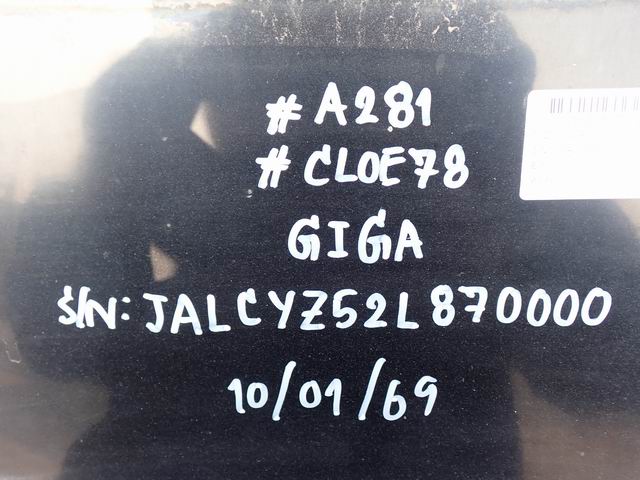 #A281
#CLOE78
GIGA
S/N: JALCYZ52L870000
10/01/69